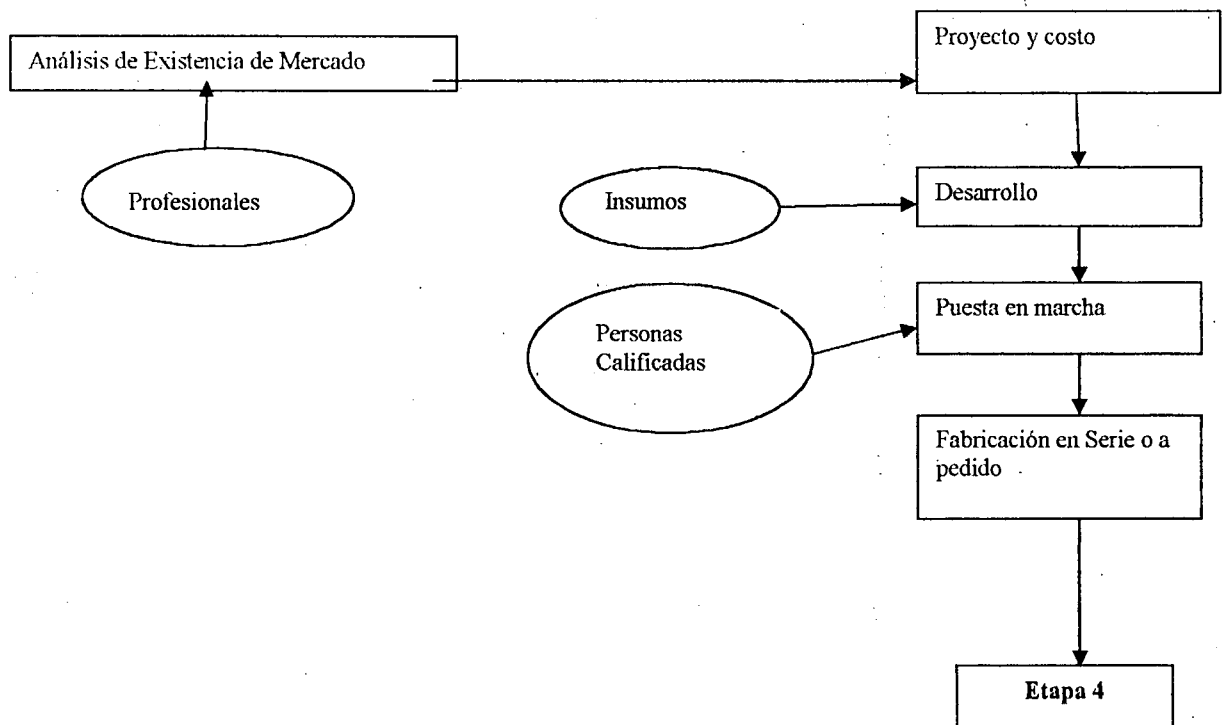 Proyecto y costo
Análisis de Existencia de Mercado
Profesionales
Insumos
Desarrollo
Personas
Calificadas
Puesta en marcha
Fabricación en Serie o a
pedido
Etapa 4